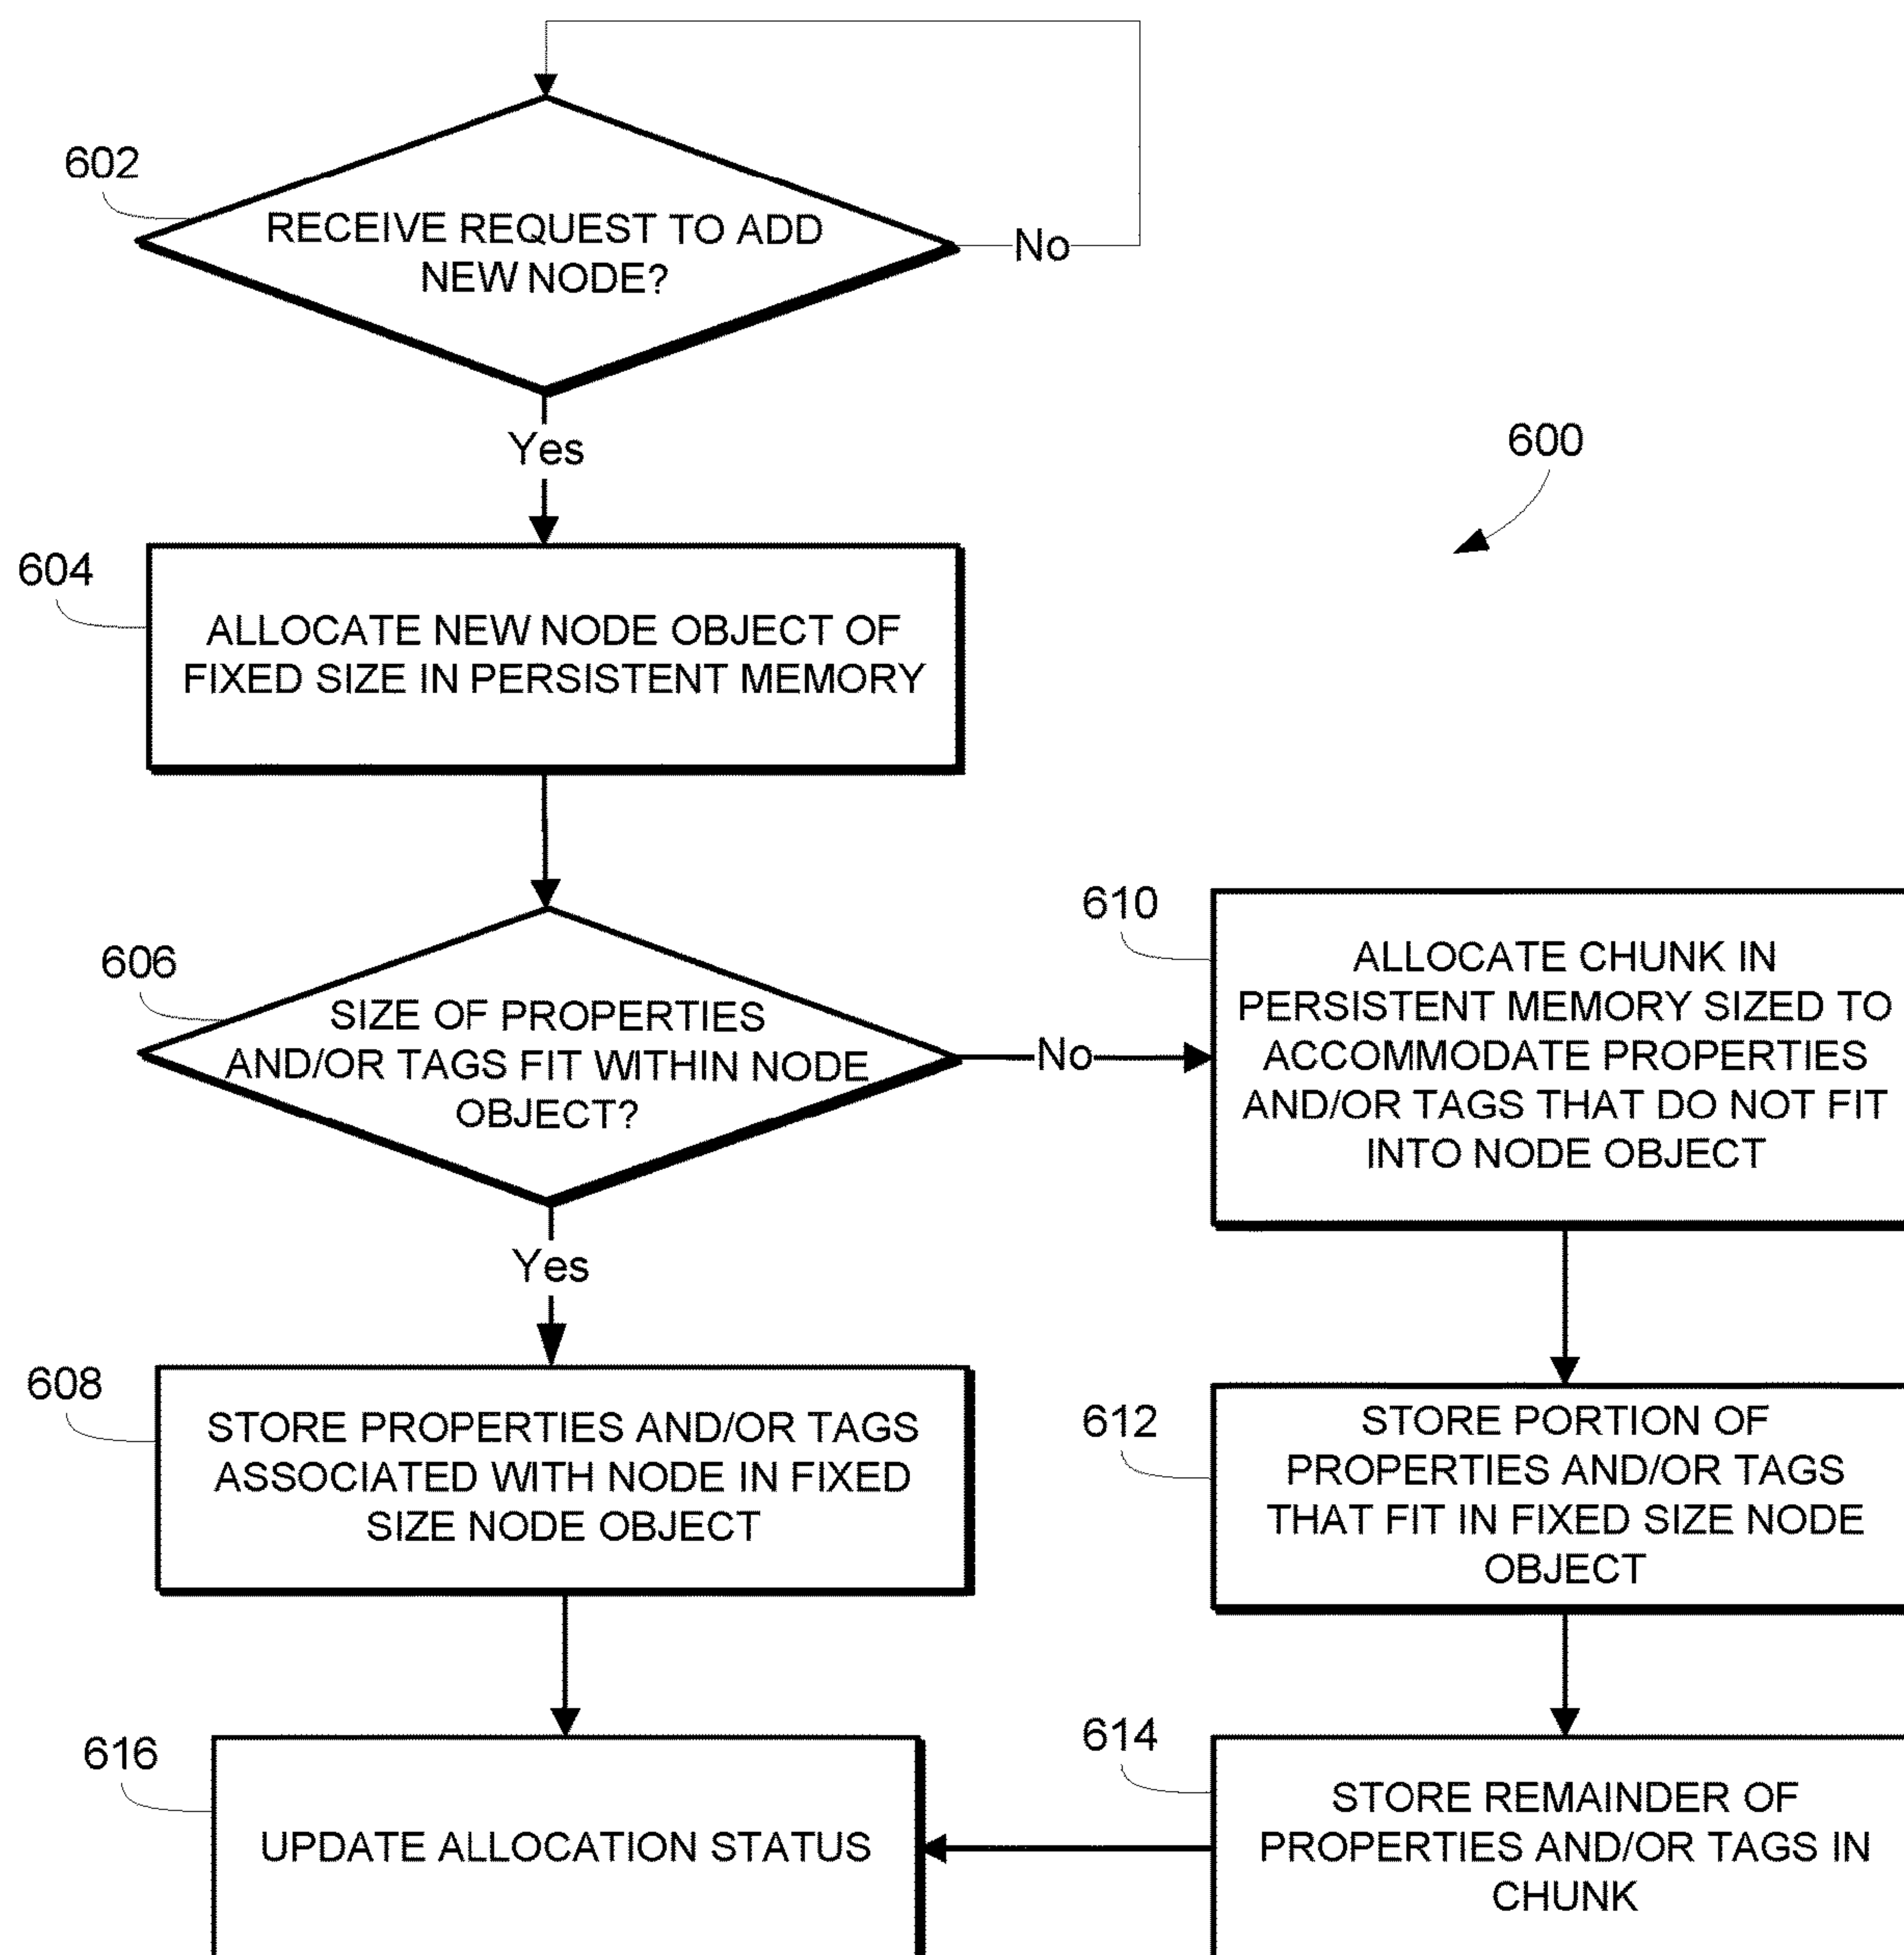 602
RECEIVE REQUEST TO ADD
NEW NODE?
No
Yes
600
604
ALLOCATE NEW NODE OBJECT OF
FIXED SIZE IN PERSISTENT MEMORY
606
SIZE OF PROPERTIES
AND/OR TAGS FIT WITHIN NODE
OBJECT?
No
Yes
610
ALLOCATE CHUNK IN
PERSISTENT MEMORY SIZED TO
ACCOMMODATE PROPERTIES
AND/OR TAGS THAT DO NOT FIT
INTO NODE OBJECT
608
STORE PROPERTIES AND/OR TAGS
ASSOCIATED WITH NODE IN FIXED
SIZE NODE OBJECT
612
STORE PORTION OF
PROPERTIES AND/OR TAGS
THAT FIT IN FIXED SIZE NODE
OBJECT
616
UPDATE ALLOCATION STATUS
614
STORE REMAINDER OF
PROPERTIES AND/OR TAGS IN
CHUNK